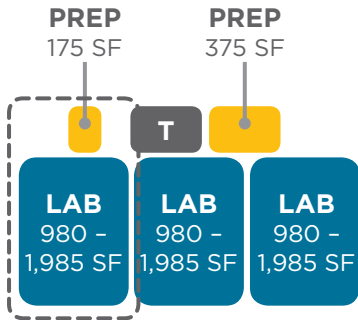 PREP
175 SF
PREP
375 SF
T
LAB
980 –
1,985 SF
LAB
980 –
1,985 SF
LAB
980 –
1,985 SF